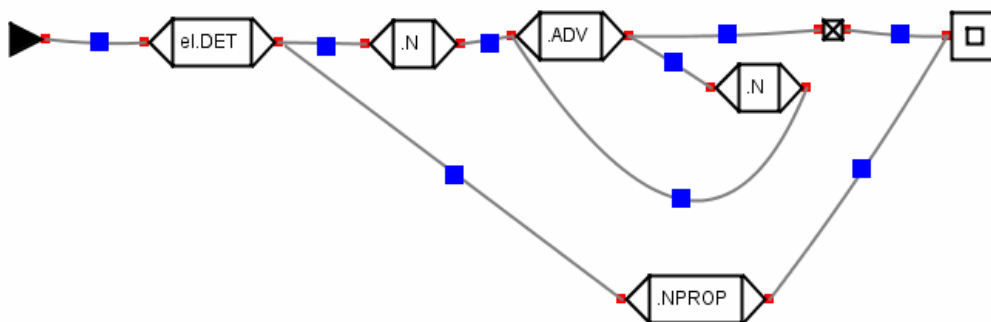 el.DET
.N
.ADV
.N
.NPROP